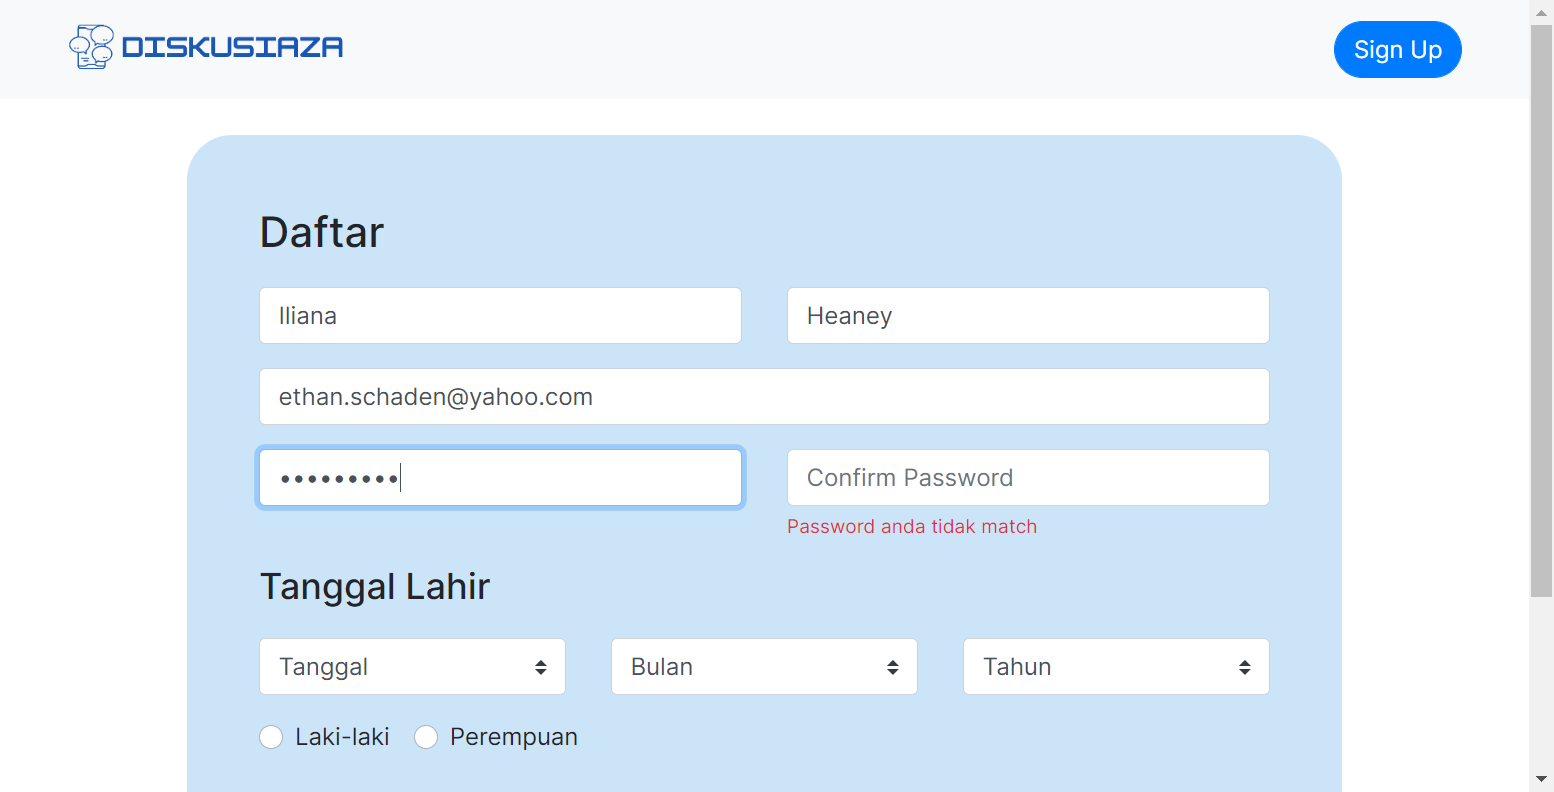 DISKUSIAZA
Sign Up
Daftar
Iliana
Heaney
ethan.schaden@yahoo.com
•••••••••
Confirm Password
Password anda tidak match
Tanggal Lahir
Tanggal
Bulan
Tahun
Laki-laki
Perempuan